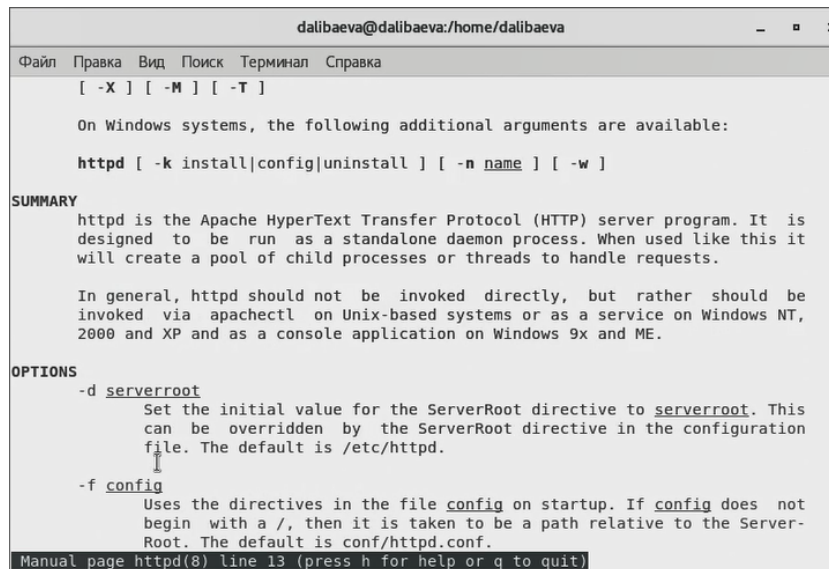 dalibaeva@dalibaeva:/home/dalibaeva
Файл Правка Вид Поиск Терминал Справка
[ -X ] [ -M ] [ -T ]
On Windows systems, the following additional arguments are available:
httpd [ -k install|config|uninstall ] [ -n name ] [ -w ]
SUMMARY
httpd is the Apache HyperText Transfer Protocol (HTTP) server program. It is
designed to be run as a standalone daemon process. When used like this it
will create a pool of child processes or threads to handle requests.
In general, httpd should not be invoked directly, but rather should be
invoked via apachectl on Unix-based systems or as a service on Windows NT,
2000 and XP and as a console application on Windows 9x and ME.
OPTIONS
-d serverroot
Set the initial value for the ServerRoot directive to serverroot. This
can be overridden by the ServerRoot directive in the configuration
file. The default is /etc/httpd.
-f config
Uses the directives in the file config on startup. If config does not
begin with a /, then it is taken to be a path relative to the Server-
Root. The default is conf/httpd.conf.
Manual page httpd(8) line 13 (press h for help or q to quit)